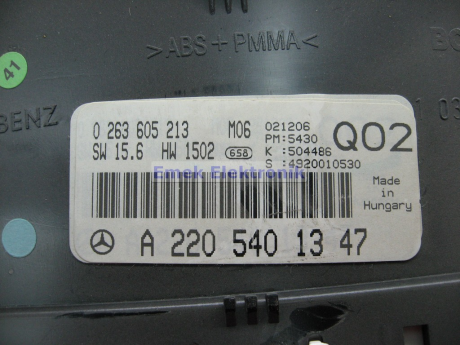 >ABS+PMMA<
41
BENZ
0 263 605 213 M06 021206
PM:5430
SW 15.6 HW 1502 658 K :504486
S :4920010530
Q02
Emek Elektronik
Made
in
Hungary
A 220 540 13 47